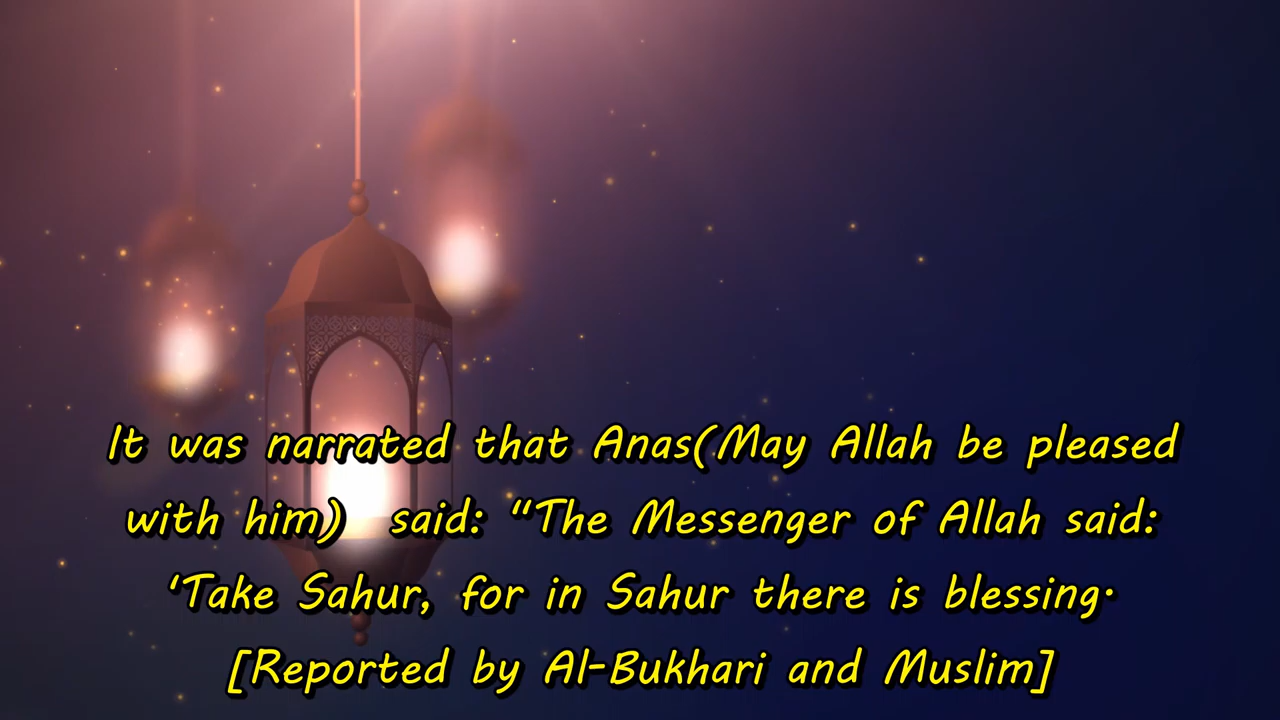 It was narrated that Anas(May Allah be pleased
with him)  said: “The Messenger of Allah said:
‘Take Sahur, for in Sahur there is blessing.
[Reported by Al-Bukhari and Muslim]